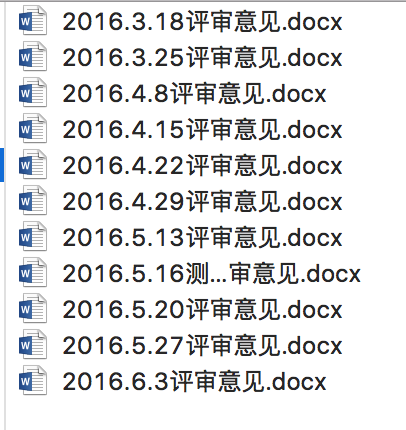 2016.3.18评审意见.docx
2016.3.25评审意见.docx
2016.4.8评审意见.docx
2016.4.15评审意见.docx
2016.4.22评审意见.docx
2016.4.29评审意见.docx
2016.5.13评审意见.docx
2016.5.16测...审意见.docx
2016.5.20评审意见.docx
2016.5.27评审意见.docx
2016.6.3评审意见.docx